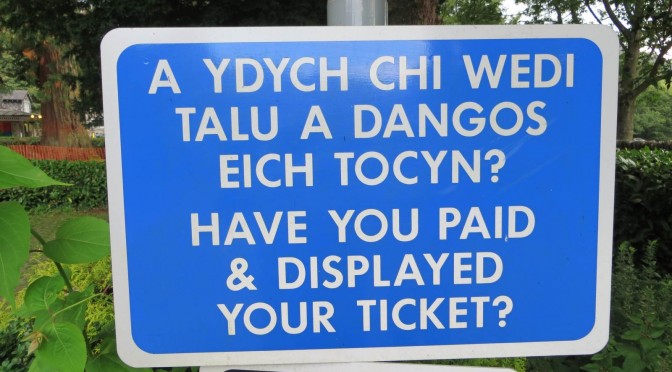 A YDYCH CHI WEDI
TALU A DANGOS
EICH TOCYN?
HAVE YOU PAID
& DISPLAYED
YOUR TICKET?